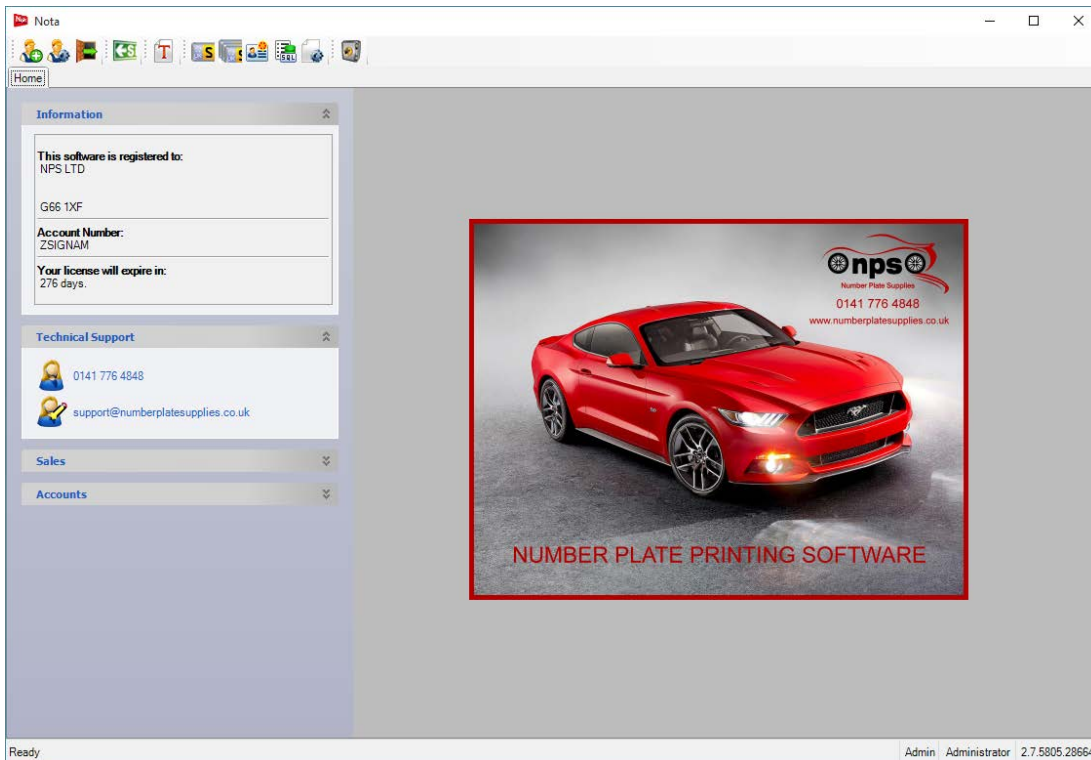 Nota
S
T
S
S
SQL
Home
Information
This software is registered to:
NPS LTD
G66 1XF
Account Number:
ZSIGNAM
Your license will expire in:
276 days.
Technical Support
0141 776 4848
support@numberplatesupplies.co.uk
Sales
Accounts
nps
Number Plate Supplies
0141 776 4848
www.numberplatesupplies.co.uk
NUMBER PLATE PRINTING SOFTWARE
Ready
Admin Administrator 2.7.5805.28664